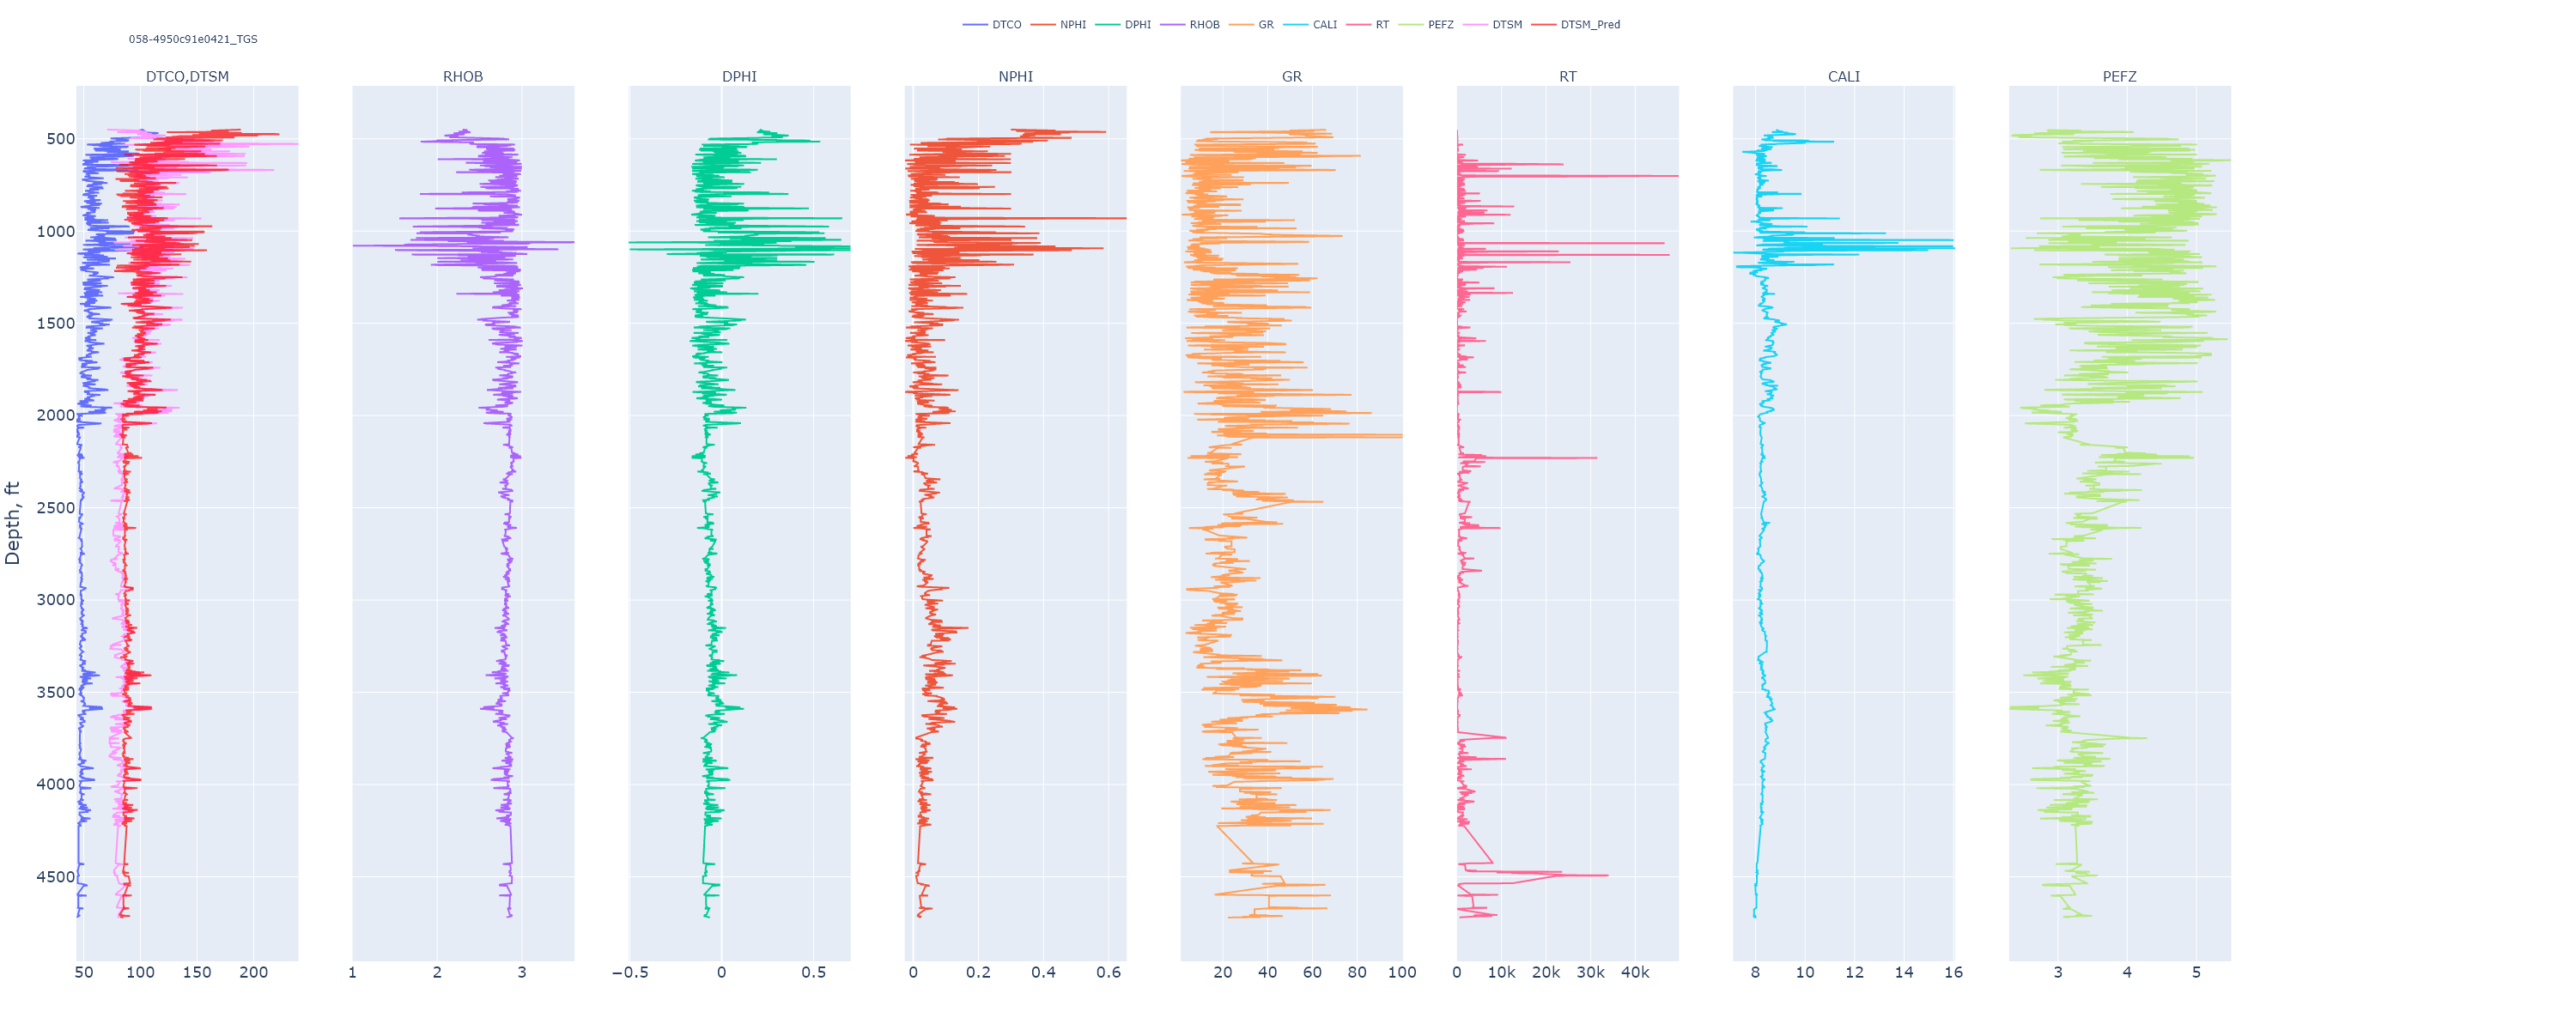 DTCO NPHI DPHI RHOB GR CALI RT PEFZ DTSM DTSM_Pred
058-4950c91e0421_TGS
DTCO,DTSM RHOB DPHI NPHI GR RT CALI PEFZ
Depth, ft
500
1000
1500
2000
2500
3000
3500
4000
4500
50 100 150 200 1 2 3 −0.5 0 0.5 0 0.2 0.4 0.6 20 40 60 80 100 0 10k 20k 30k 40k 8 10 12 14 16 3 4 5